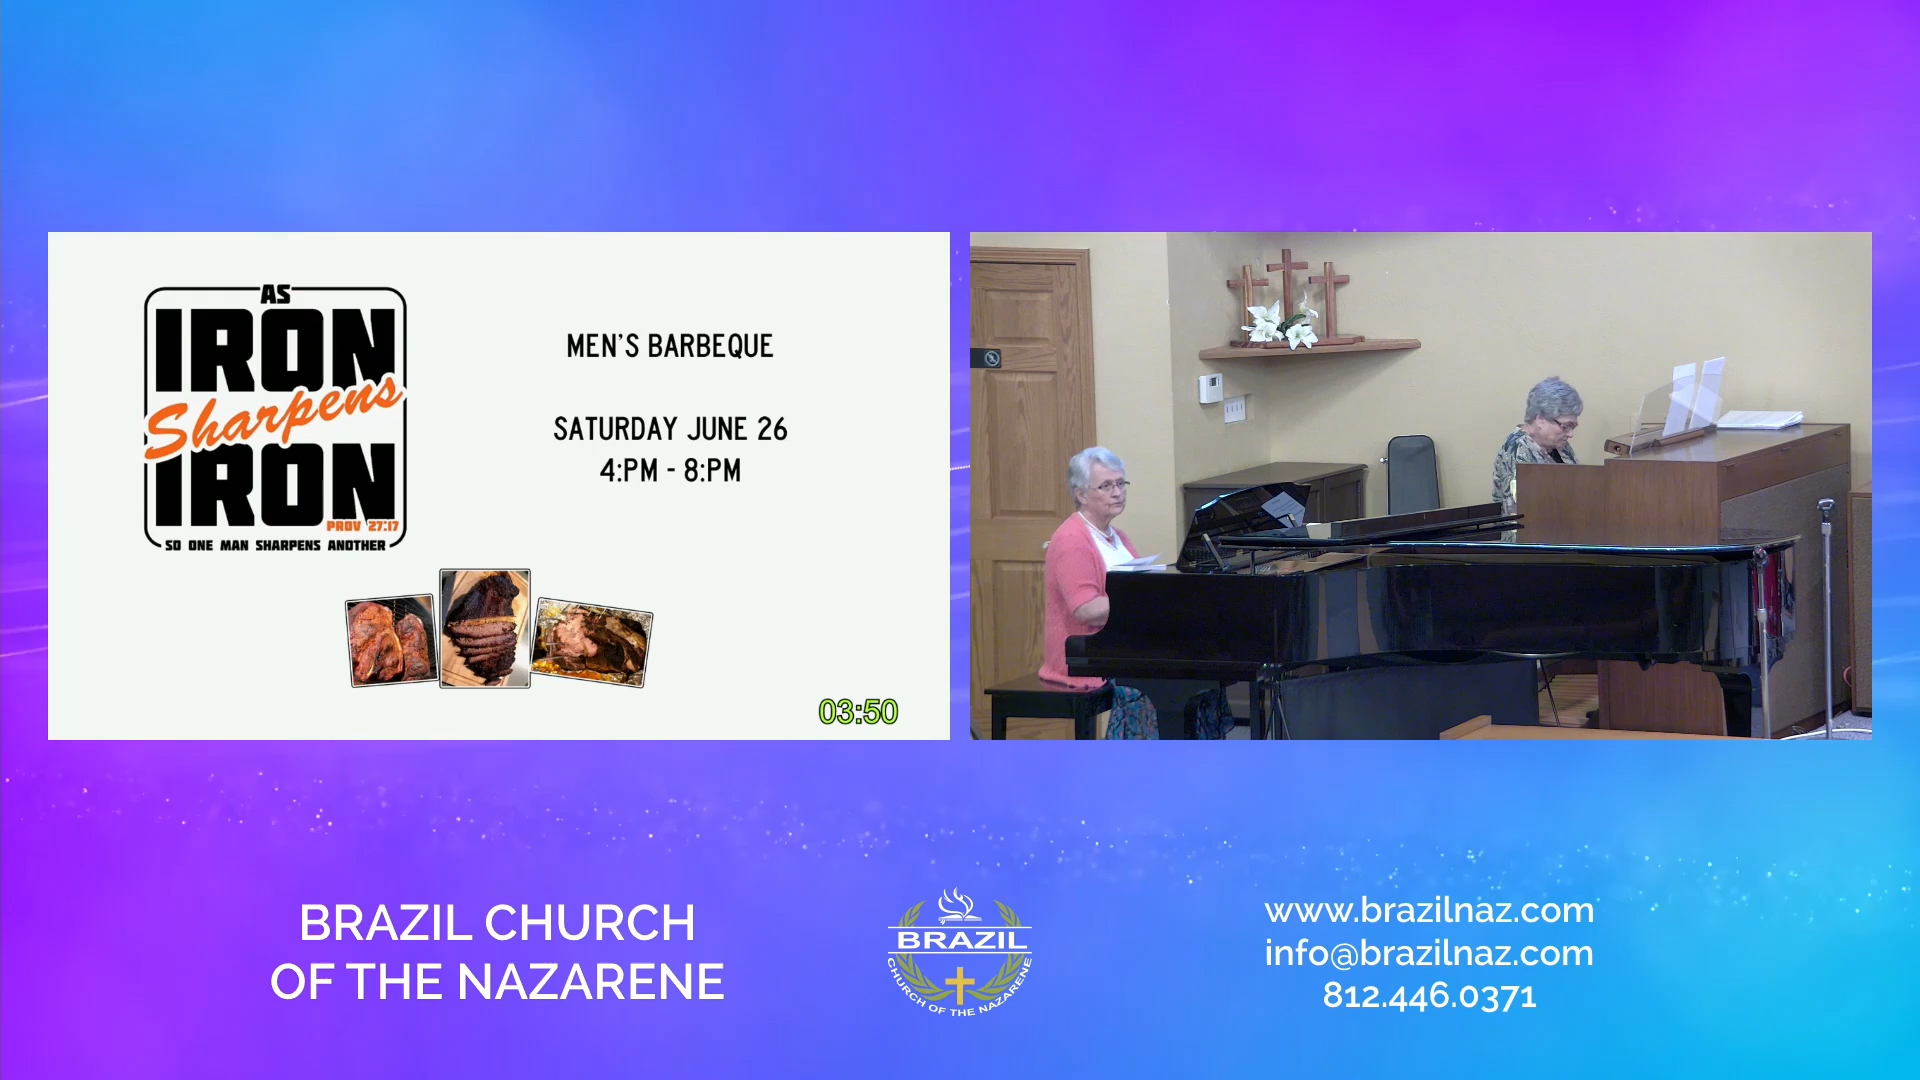 AS
IRON
Sharpens
IRON
PROV 27:17
SO ONE MAN SHARPENS ANOTHER
MEN'S BARBEQUE
SATURDAY JUNE 26
4:PM - 8:PM
03:50
BRAZIL CHURCH
OF THE NAZARENE
BRAZIL
CHURCH OF THE NAZARENE
www.brazilnaz.com
info@brazilnaz.com
812.446.0371